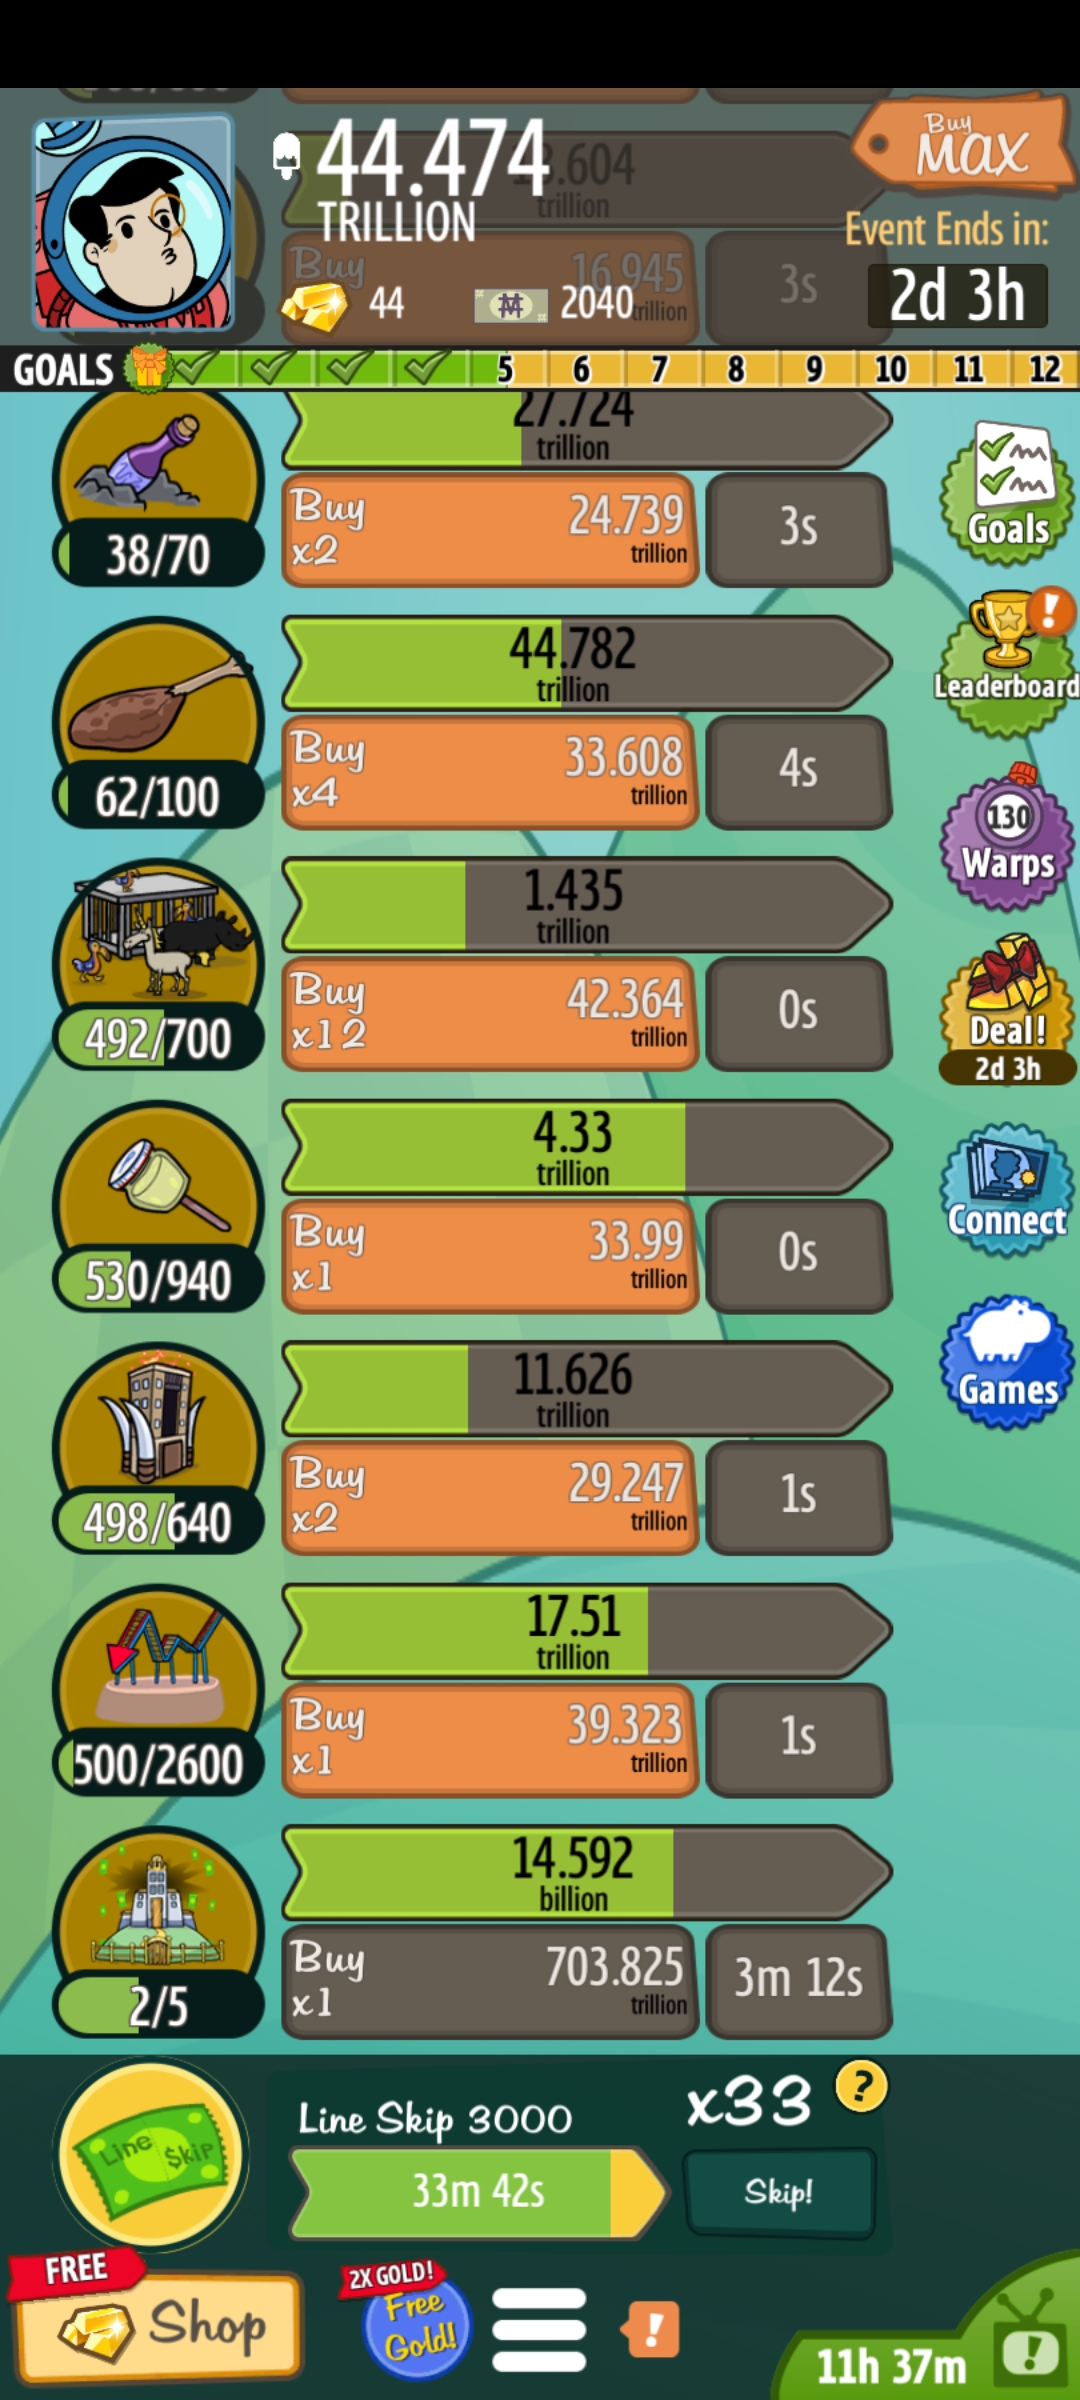 44.474
TRILLION
44
2040
Buy
MAX
Event Ends in:
2d 3h
trillion
Buy
16.945
trillion
3s
GOALS
5
6
7
8
9
10
11
12
27.724
trillion
38/70
Buy
x2
24.739
trillion
3s
Goals
44.782
trillion
62/100
Buy
x4
33.608
trillion
4s
!
Leaderboard
1.435
trillion
492/700
Buy
x12
42.364
trillion
0s
130
Warps
Deal!
2d 3h
4.33
trillion
530/940
Buy
x1
33.99
trillion
0s
Connect
11.626
trillion
498/640
Buy
x2
29.247
trillion
1s
Games
17.51
trillion
500/2600
Buy
x1
39.323
trillion
1s
14.592
billion
2/5
Buy
x1
703.825
trillion
3m 12s
Line $kip
Line Skip 3000
33m 42s
x33
?
Skip!
FREE
Shop
2X GOLD!
Free
Gold!
!
11h 37m
!